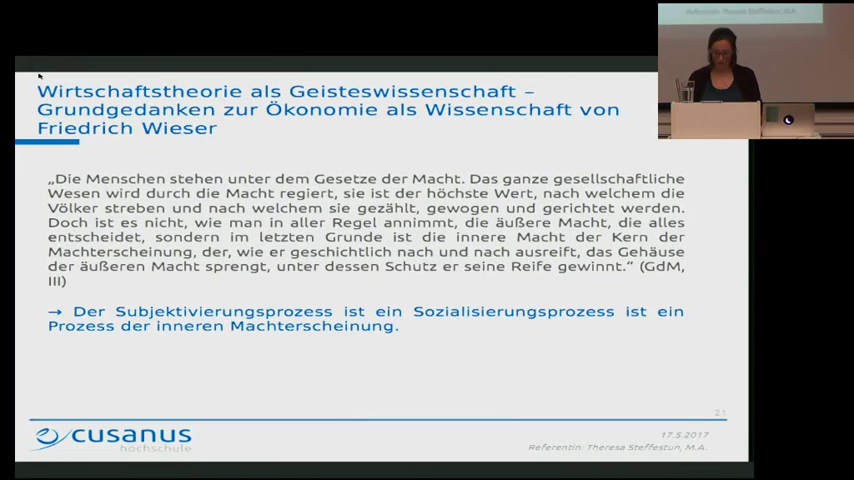 Wirtschaftstheorie als Geisteswissenschaft –
Grundgedanken zur Ökonomie als Wissenschaft von
Friedrich Wieser
„Die Menschen stehen unter dem Gesetze der Macht. Das ganze gesellschaftliche
Wesen wird durch die Macht regiert, sie ist der höchste Wert, nach welchem die
Völker streben und nach welchem sie gezählt, gewogen und gerichtet werden.
Doch ist es nicht, wie man in aller Regel annimmt, die äußere Macht, die alles
entscheidet, sondern im letzten Grunde ist die innere Macht der Kern der
Machterscheinung, der, wie er geschichtlich nach und nach ausreift, das Gehäuse
der äußeren Macht sprengt, unter dessen Schutz er seine Reife gewinnt.“ (GdM,
III)
→ Der Subjektivierungsprozess ist ein Sozialisierungsprozess ist ein
Prozess der inneren Machterscheinung.
21
cusanus
hochschule
17.5.2017
Referentin: Theresa Steffestun, M.A.
Referentin: Theresa Steffestun, M.A.